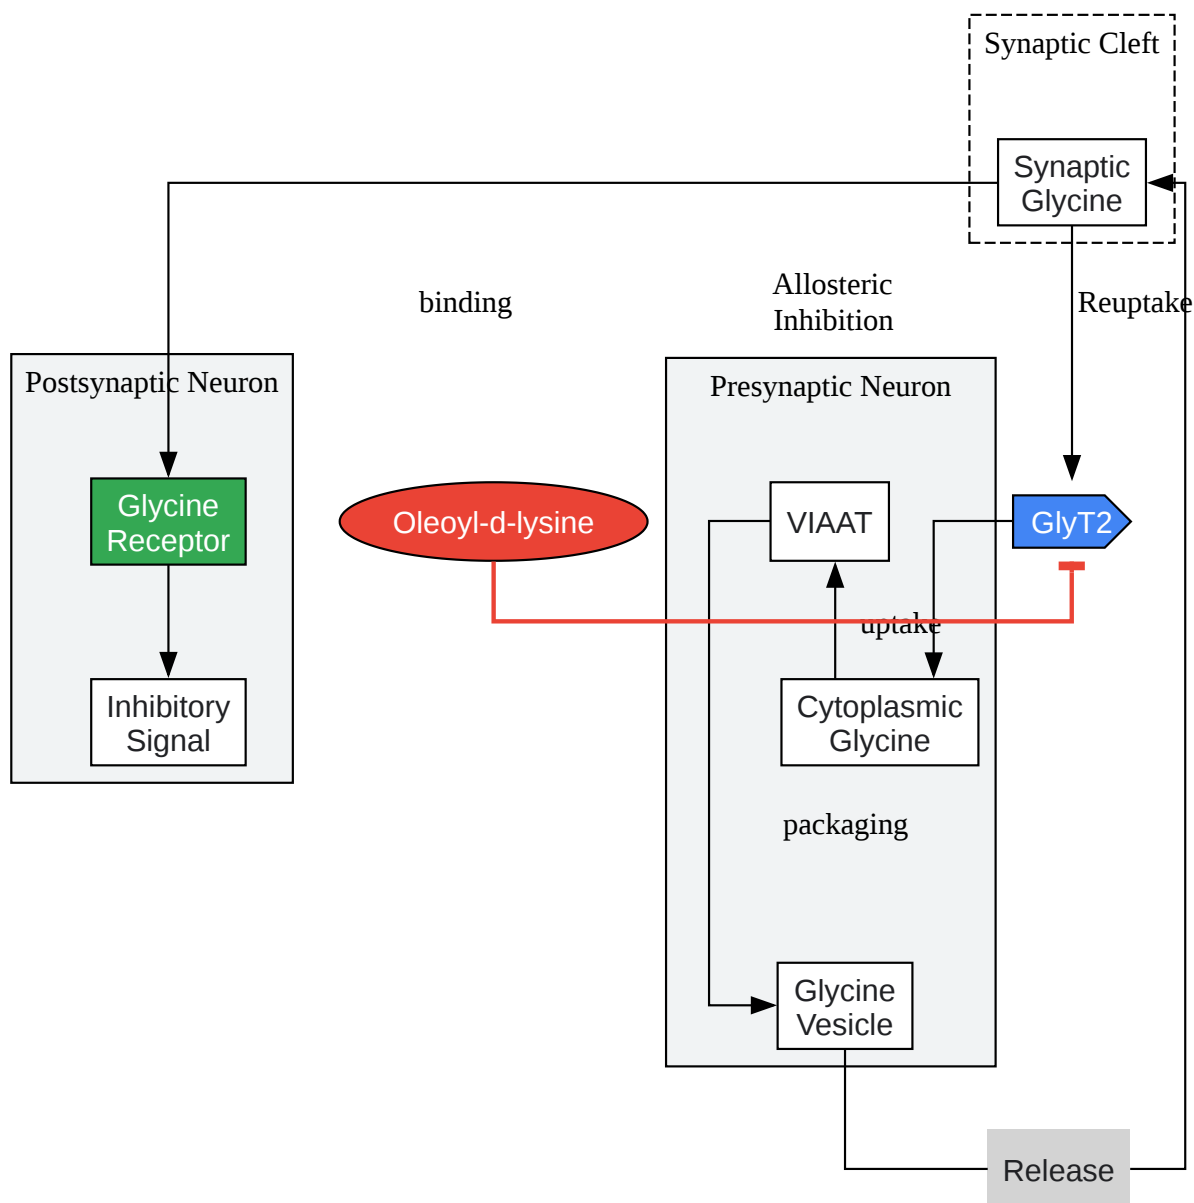 Synaptic Cleft
Synaptic
Glycine
binding
Allosteric
Inhibition
Reuptake
Postsynaptic Neuron
Presynaptic Neuron
Glycine
Receptor
Oleoyl-d-lysine
VIAAT
GlyT2
uptake
Inhibitory
Signal
Cytoplasmic
Glycine
packaging
Glycine
Vesicle
Release